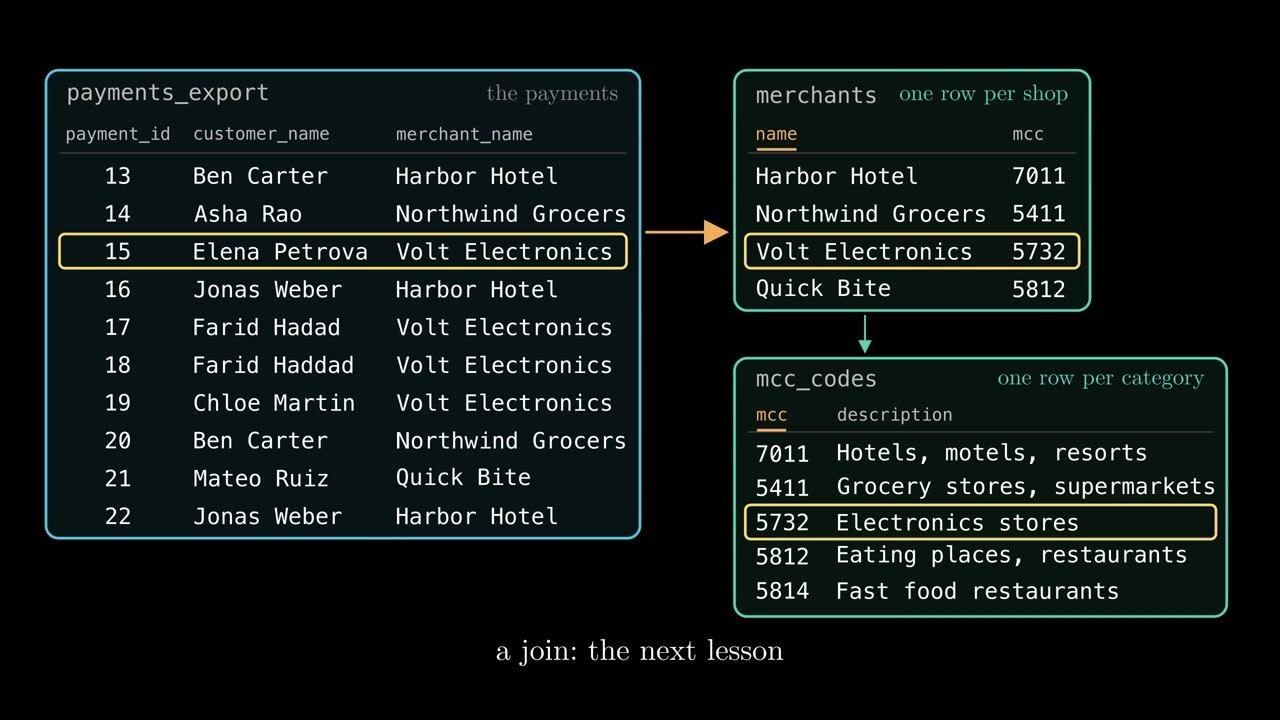 payments_export the payments
payment_id customer_name merchant_name
13 Ben Carter Harbor Hotel
14 Asha Rao Northwind Grocers
15 Elena Petrova Volt Electronics
16 Jonas Weber Harbor Hotel
17 Farid Hadad Volt Electronics
18 Farid Haddad Volt Electronics
19 Chloe Martin Volt Electronics
20 Ben Carter Northwind Grocers
21 Mateo Ruiz Quick Bite
22 Jonas Weber Harbor Hotel
merchants one row per shop
name mcc
Harbor Hotel 7011
Northwind Grocers 5411
Volt Electronics 5732
Quick Bite 5812
mcc_codes one row per category
mcc description
7011 Hotels, motels, resorts
5411 Grocery stores, supermarkets
5732 Electronics stores
5812 Eating places, restaurants
5814 Fast food restaurants
a join: the next lesson